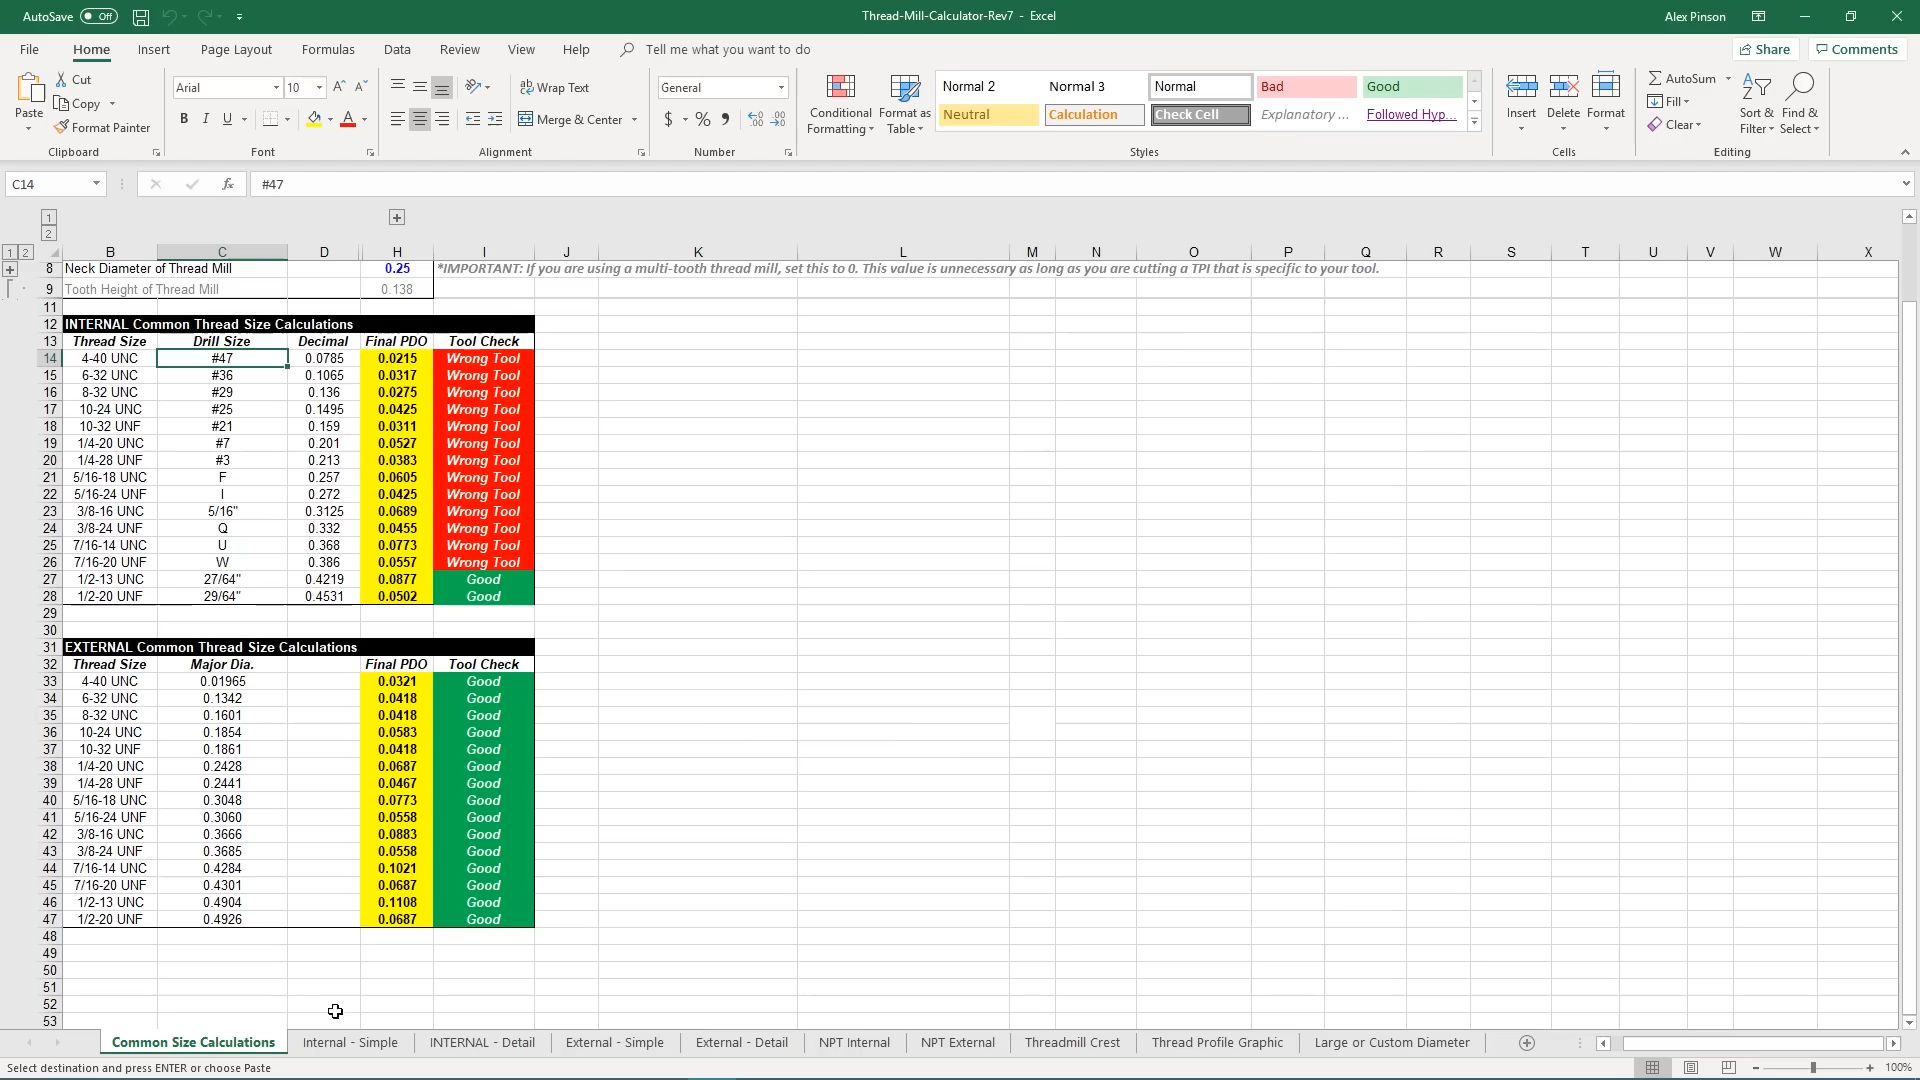 AutoSave Off Thread-Mill-Calculator-Rev7 - Excel Alex Pinson
File Home Insert Page Layout Formulas Data Review View Help Tell me what you want to do Share Comments
Paste Cut Copy Format Painter
Clipboard
Arial 10
B I U A
Font
Wrap Text
Merge & Center
Alignment
General
$ % 9
Number
Conditional Formatting Format as Table
Normal 2 Normal 3 Normal Bad Good
Neutral Calculation Check Cell Explanatory ... Followed Hyp...
Styles
Insert Delete Format
Cells
AutoSum Fill Clear
Sort & Filter Find & Select
Editing
C14 fx #47
1
2
1 2 B C D H I J K L M N O P Q R S T U V W X
8 Neck Diameter of Thread Mill 0.25 *IMPORTANT: If you are using a multi-tooth thread mill, set this to 0. This value is unnecessary as long as you are cutting a TPI that is specific to your tool.
9 Tooth Height of Thread Mill 0.138
11
12 INTERNAL Common Thread Size Calculations
13 Thread Size Drill Size Decimal Final PDO Tool Check
14 4-40 UNC #47 0.0785 0.0215 Wrong Tool
15 6-32 UNC #36 0.1065 0.0317 Wrong Tool
16 8-32 UNC #29 0.136 0.0275 Wrong Tool
17 10-24 UNC #25 0.1495 0.0425 Wrong Tool
18 10-32 UNF #21 0.159 0.0311 Wrong Tool
19 1/4-20 UNC #7 0.201 0.0527 Wrong Tool
20 1/4-28 UNF #3 0.213 0.0383 Wrong Tool
21 5/16-18 UNC F 0.257 0.0605 Wrong Tool
22 5/16-24 UNF I 0.272 0.0425 Wrong Tool
23 3/8-16 UNC 5/16" 0.3125 0.0689 Wrong Tool
24 3/8-24 UNF Q 0.332 0.0455 Wrong Tool
25 7/16-14 UNC U 0.368 0.0773 Wrong Tool
26 7/16-20 UNF W 0.386 0.0557 Wrong Tool
27 1/2-13 UNC 27/64" 0.4219 0.0877 Good
28 1/2-20 UNF 29/64" 0.4531 0.0502 Good
29
30
31 EXTERNAL Common Thread Size Calculations
32 Thread Size Major Dia. Final PDO Tool Check
33 4-40 UNC 0.01965 0.0321 Good
34 6-32 UNC 0.1342 0.0418 Good
35 8-32 UNC 0.1601 0.0418 Good
36 10-24 UNC 0.1854 0.0583 Good
37 10-32 UNF 0.1861 0.0418 Good
38 1/4-20 UNC 0.2428 0.0687 Good
39 1/4-28 UNF 0.2441 0.0467 Good
40 5/16-18 UNC 0.3048 0.0773 Good
41 5/16-24 UNF 0.3060 0.0558 Good
42 3/8-16 UNC 0.3666 0.0883 Good
43 3/8-24 UNF 0.3685 0.0558 Good
44 7/16-14 UNC 0.4284 0.1021 Good
45 7/16-20 UNF 0.4301 0.0687 Good
46 1/2-13 UNC 0.4904 0.1108 Good
47 1/2-20 UNF 0.4926 0.0687 Good
48
49
50
51
52
53
Common Size Calculations Internal - Simple INTERNAL - Detail External - Simple External - Detail NPT Internal NPT External Threadmill Crest Thread Profile Graphic Large or Custom Diameter
Select destination and press ENTER or choose Paste 100%